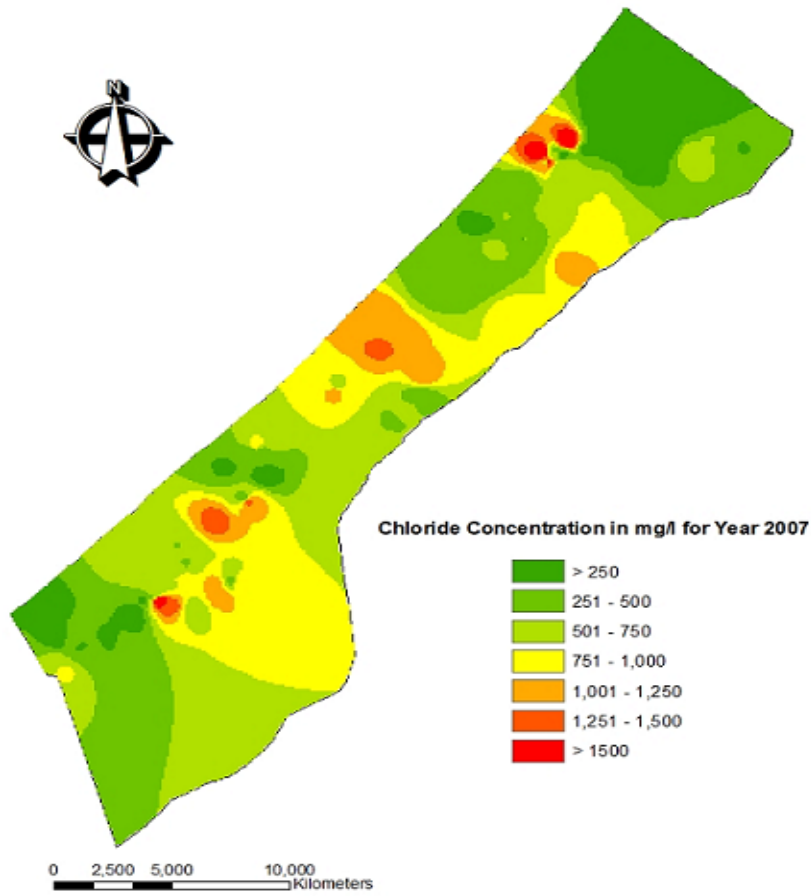 N
Chloride Concentration in mg/l for Year 2007
> 250
251 - 500
501 - 750
751 - 1,000
1,001 - 1,250
1,251 - 1,500
> 1500
0 2,500 5,000 10,000
Kilometers